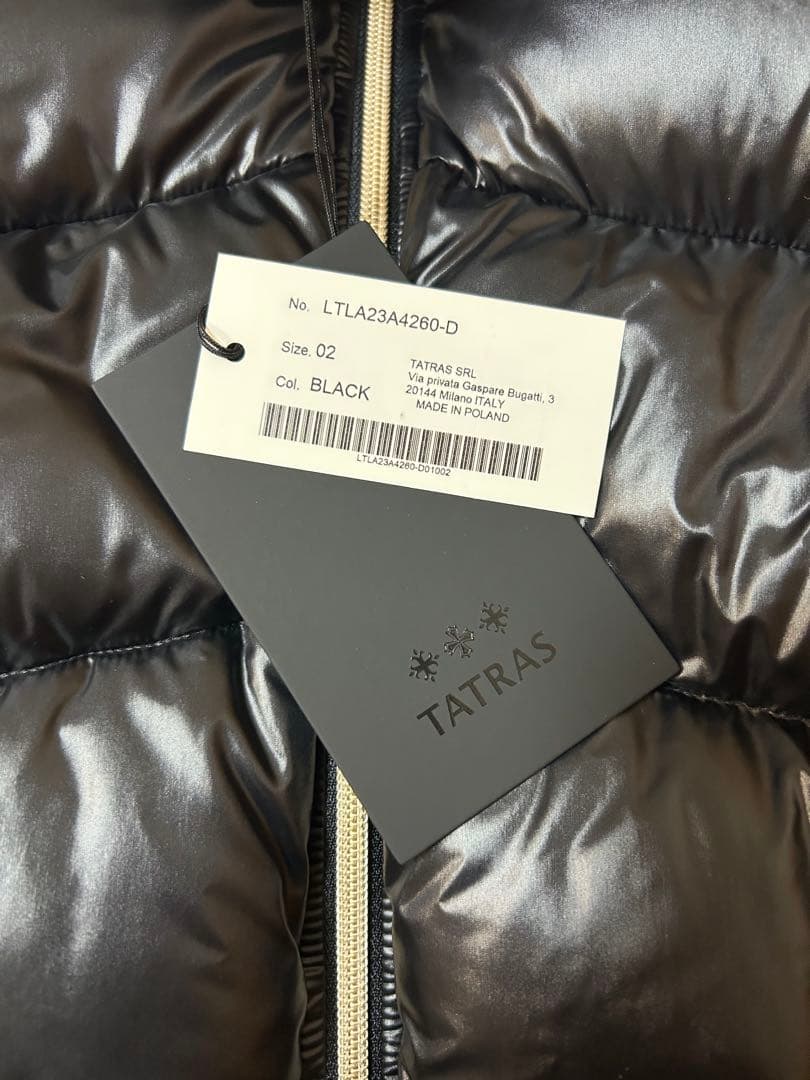 No. LTLA23A4260-D
Size. 02
Col. BLACK
TATRAS SRL
Via privata Gaspare Bugatti, 3
20144 Milano ITALY
MADE IN POLAND
LTLA23A4260-D01002
TATRAS